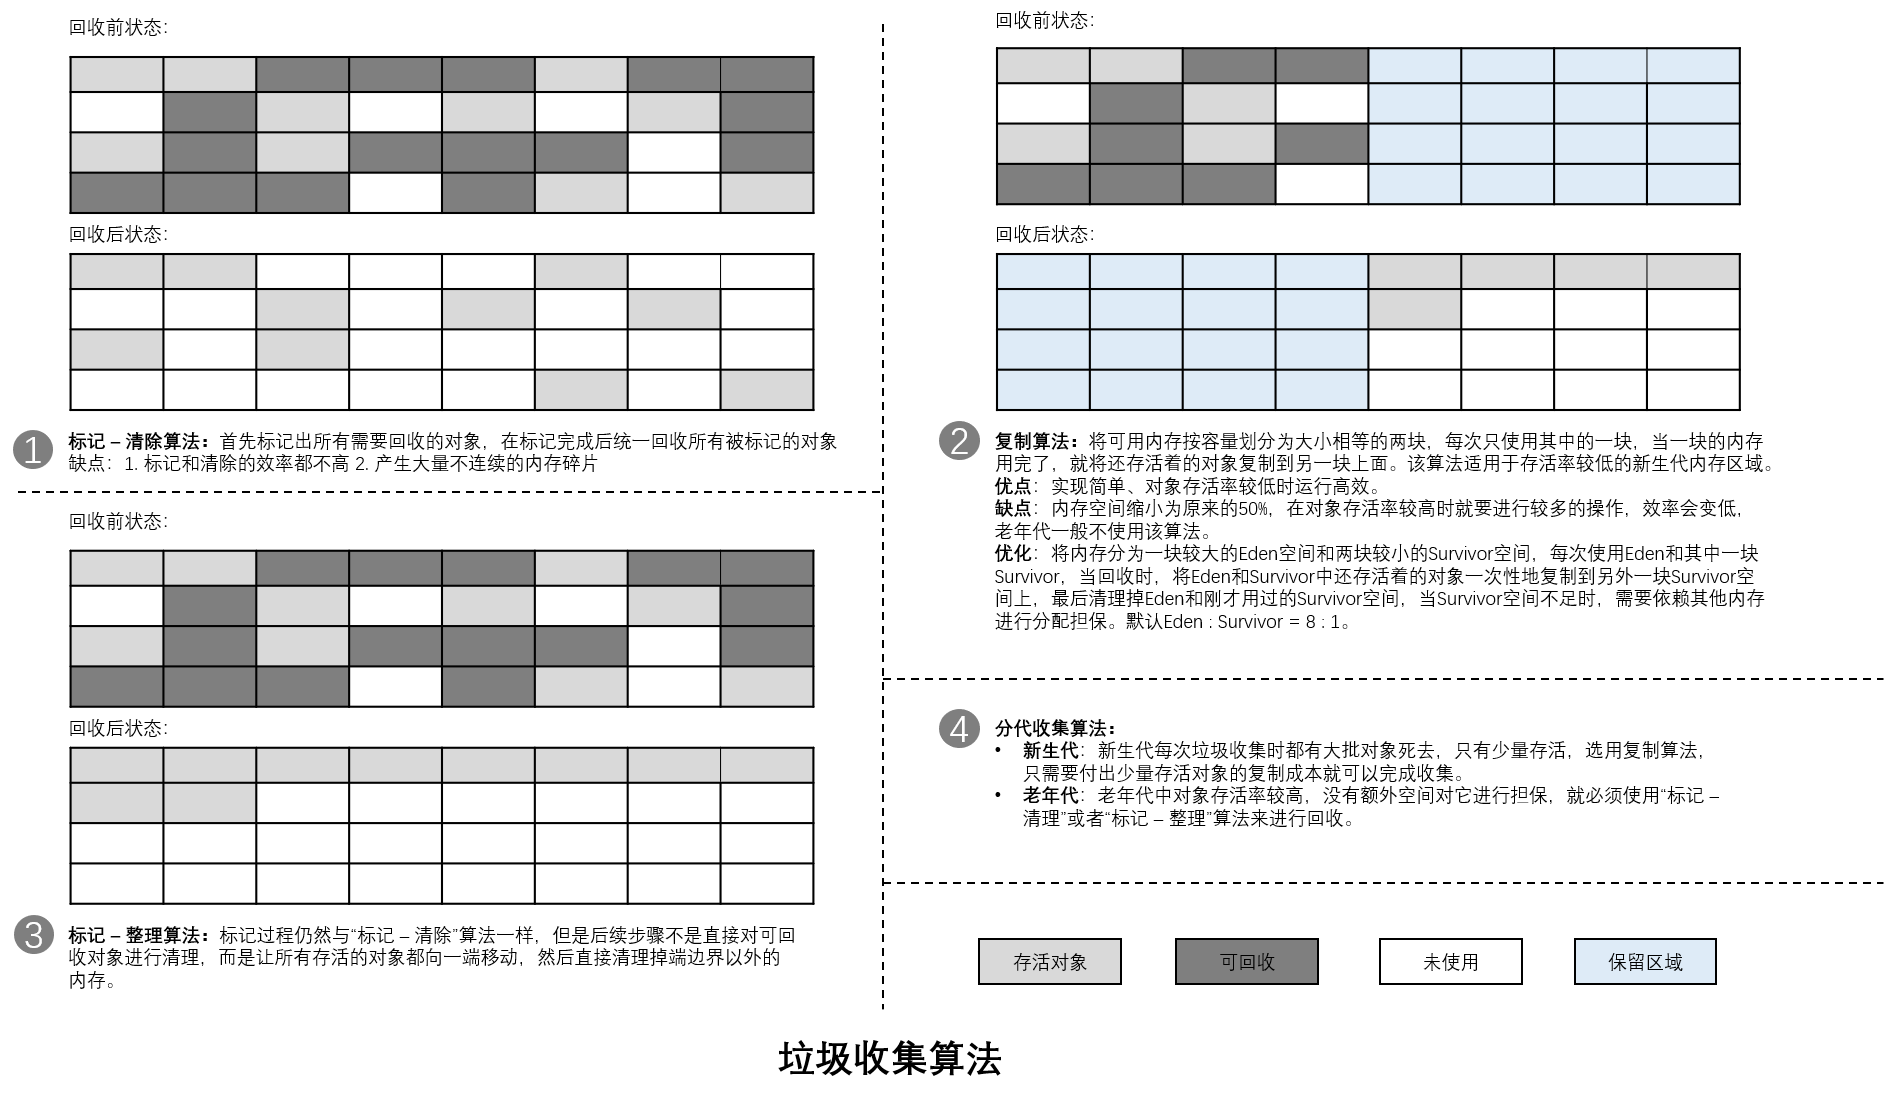 回收前状态：
回收后状态：
1
标记 – 清除算法：首先标记出所有需要回收的对象，在标记完成后统一回收所有被标记的对象
缺点：1. 标记和清除的效率都不高 2. 产生大量不连续的内存碎片
回收前状态：
回收后状态：
2
复制算法：将可用内存按容量划分为大小相等的两块，每次只使用其中的一块，当一块的内存
用完了，就将还存活着的对象复制到另一块上面。该算法适用于存活率较低的新生代内存区域。
优点：实现简单、对象存活率较低时运行高效。
缺点：内存空间缩小为原来的50%，在对象存活率较高时就要进行较多的操作，效率会变低，
老年代一般不使用该算法。
优化：将内存分为一块较大的Eden空间和两块较小的Survivor空间，每次使用Eden和其中一块
Survivor，当回收时，将Eden和Survivor中还存活着的对象一次性地复制到另外一块Survivor空
间上，最后清理掉Eden和刚才用过的Survivor空间，当Survivor空间不足时，需要依赖其他内存
进行分配担保。默认Eden : Survivor = 8 : 1。
回收前状态：
回收后状态：
3
标记 – 整理算法：标记过程仍然与“标记 – 清除”算法一样，但是后续步骤不是直接对可回
收对象进行清理，而是让所有存活的对象都向一端移动，然后直接清理掉端边界以外的
内存。
4
分代收集算法：
• 新生代：新生代每次垃圾收集时都有大批对象死去，只有少量存活，选用复制算法，
只需要付出少量存活对象的复制成本就可以完成收集。
• 老年代：老年代中对象存活率较高，没有额外空间对它进行担保，就必须使用“标记 –
清理”或者“标记 – 整理”算法来进行回收。
存活对象
可回收
未使用
保留区域
垃圾收集算法